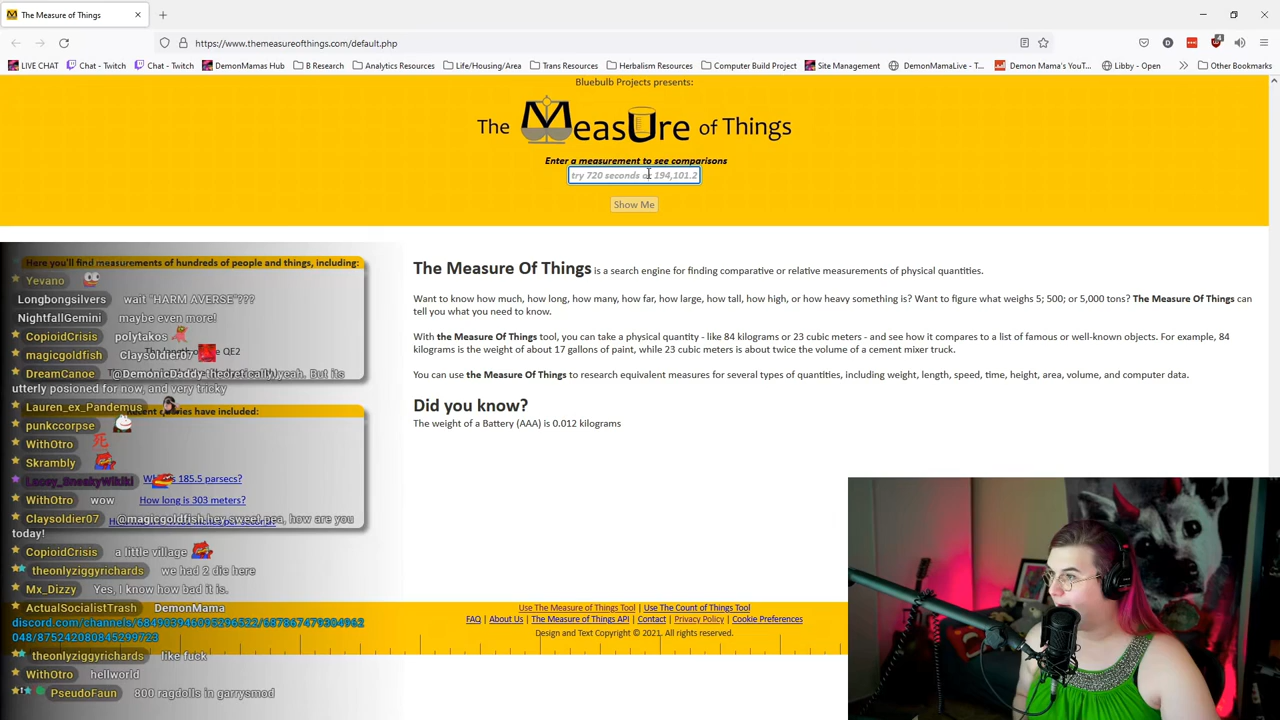 The Measure of Things
https://www.themeasureofthings.com/default.php
LIVE CHAT
Chat - Twitch
Chat - Twitch
DemonMamas Hub
B Research
Analytics Resources
Life/Housing/Area
Trans Resources
Herbalism Resources
Computer Build Project
Site Management
DemonMamaLive - T...
Demon Mama's YouT...
Libby - Open
Other Bookmarks
Bluebulb Projects presents:
The Measure of Things
Enter a measurement to see comparisons
try 720 seconds or 194,101.2
Show Me
Here you'll find measurements of hundreds of people and things, including:
QE2
queries have included:
185.5 parsecs?
How long is 303 meters?
The Measure Of Things is a search engine for finding comparative or relative measurements of physical quantities.
Want to know how much, how long, how many, how far, how large, how tall, how high, or how heavy something is? Want to figure what weighs 5; 500; or 5,000 tons? The Measure Of Things can
tell you what you need to know.
With the Measure Of Things tool, you can take a physical quantity - like 84 kilograms or 23 cubic meters - and see how it compares to a list of famous or well-known objects. For example, 84
kilograms is the weight of about 17 gallons of paint, while 23 cubic meters is about twice the volume of a cement mixer truck.
You can use the Measure Of Things to research equivalent measures for several types of quantities, including weight, length, speed, time, height, area, volume, and computer data.
Did you know?
The weight of a Battery (AAA) is 0.012 kilograms
Yevano
Longbongsilvers wait "HARM AVERSE"???
NightfallGemini maybe even more!
CopioidCrisis polytakos
magicgoldfish Claysoldier07
DreamCanoe @DemonicDaddy theoretically yeah. But its
utterly posioned for now, and very tricky
Lauren_ex_Pandemus
punkccorpse
WithOtro 死
Skrambly
Lacey_SneakyWikiki
WithOtro wow
Claysoldier07 @magicgoldfish hey sweet pea, how are you
today!
CopioidCrisis a little village
theonlyziggyrichards we had 2 die here
Mx_Dizzy Yes, I know how bad it is.
ActualSocialistTrash DemonMama
theonlyziggyrichards like fuck
WithOtro hellworld
PseudoFaun 800 ragdolls in garrysmod
Use The Measure of Things Tool | Use The Count of Things Tool
FAQ | About Us | The Measure of Things API | Contact | Privacy Policy | Cookie Preferences
Design and Text Copyright © 2021. All rights reserved.